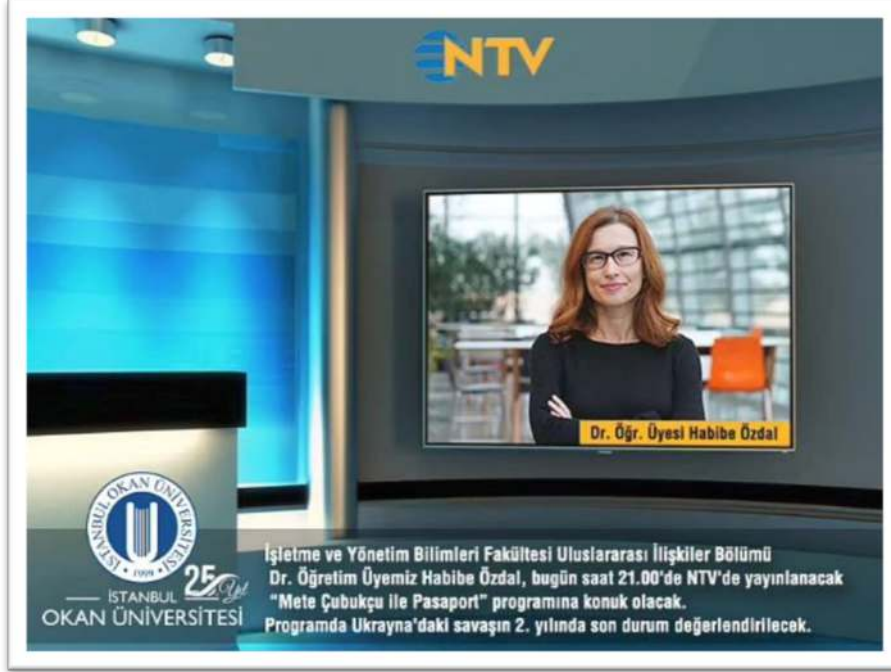 NTV
Dr. Öğr. Üyesi Habibe Özdal
İSTANBUL OKAN ÜNİVERSİTESİ
1999
25. Yıl
İSTANBUL
OKAN ÜNİVERSİTESİ
İşletme ve Yönetim Bilimleri Fakültesi Uluslararası İlişkiler Bölümü
Dr. Öğretim Üyemiz Habibe Özdal, bugün saat 21.00'de NTV'de yayınlanacak
“Mete Çubukçu ile Pasaport” programına konuk olacak.
Programda Ukrayna'daki savaşın 2. yılında son durum değerlendirilecek.